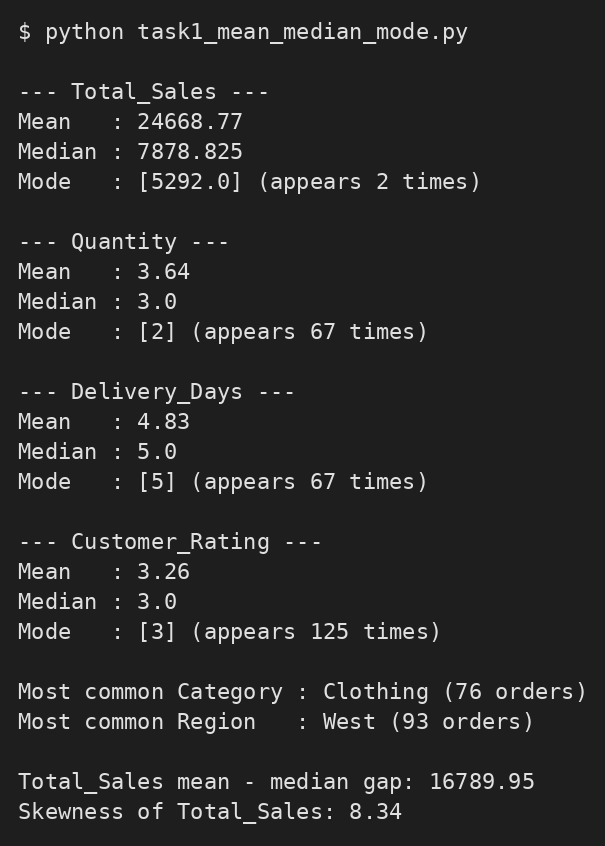 $ python task1_mean_median_mode.py
--- Total_Sales ---
Mean   : 24668.77
Median : 7878.825
Mode   : [5292.0] (appears 2 times)
--- Quantity ---
Mean   : 3.64
Median : 3.0
Mode   : [2] (appears 67 times)
--- Delivery_Days ---
Mean   : 4.83
Median : 5.0
Mode   : [5] (appears 67 times)
--- Customer_Rating ---
Mean   : 3.26
Median : 3.0
Mode   : [3] (appears 125 times)
Most common Category : Clothing (76 orders)
Most common Region   : West (93 orders)
Total_Sales mean - median gap: 16789.95
Skewness of Total_Sales: 8.34